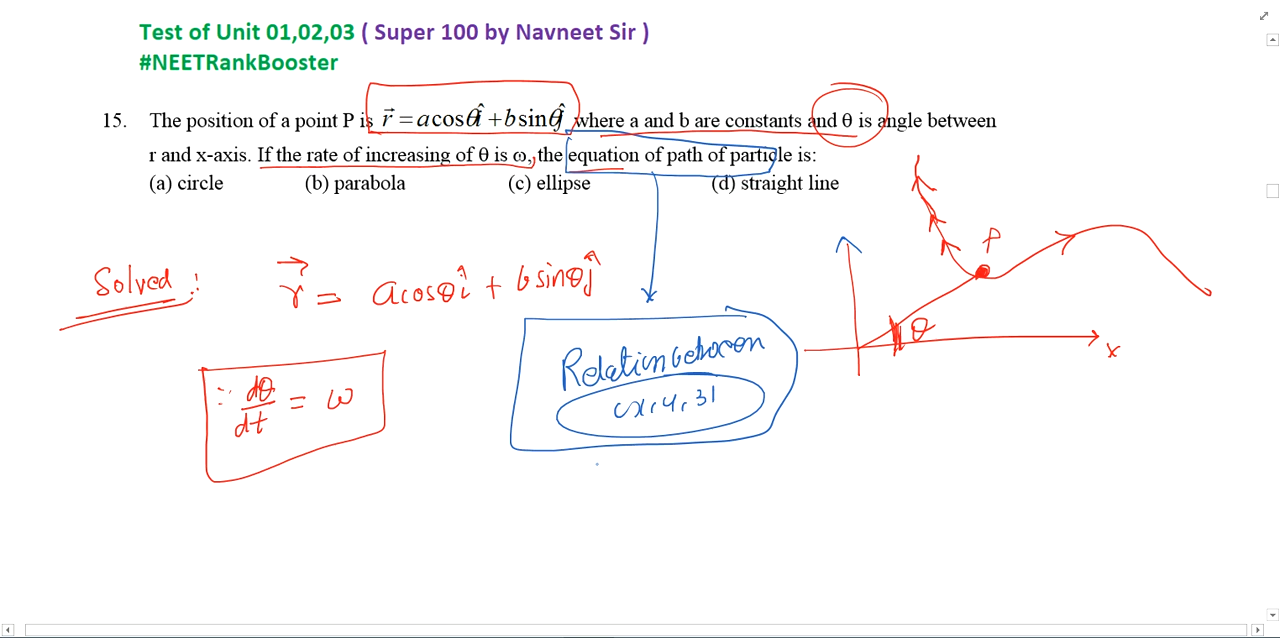 Test of Unit 01,02,03 ( Super 100 by Navneet Sir )
#NEETRankBooster
15. The position of a point P is r⃗ = acosθî + bsinθĵ, where a and b are constants and θ is angle between
r and x-axis. If the rate of increasing of θ is ω, the equation of path of particle is:
(a) circle (b) parabola (c) ellipse (d) straight line
Solved :
r⃗ = acosθî + bsinθĵ
P
θ
x
∵ dθ/dt = ω
Relation between
(x, y, z)